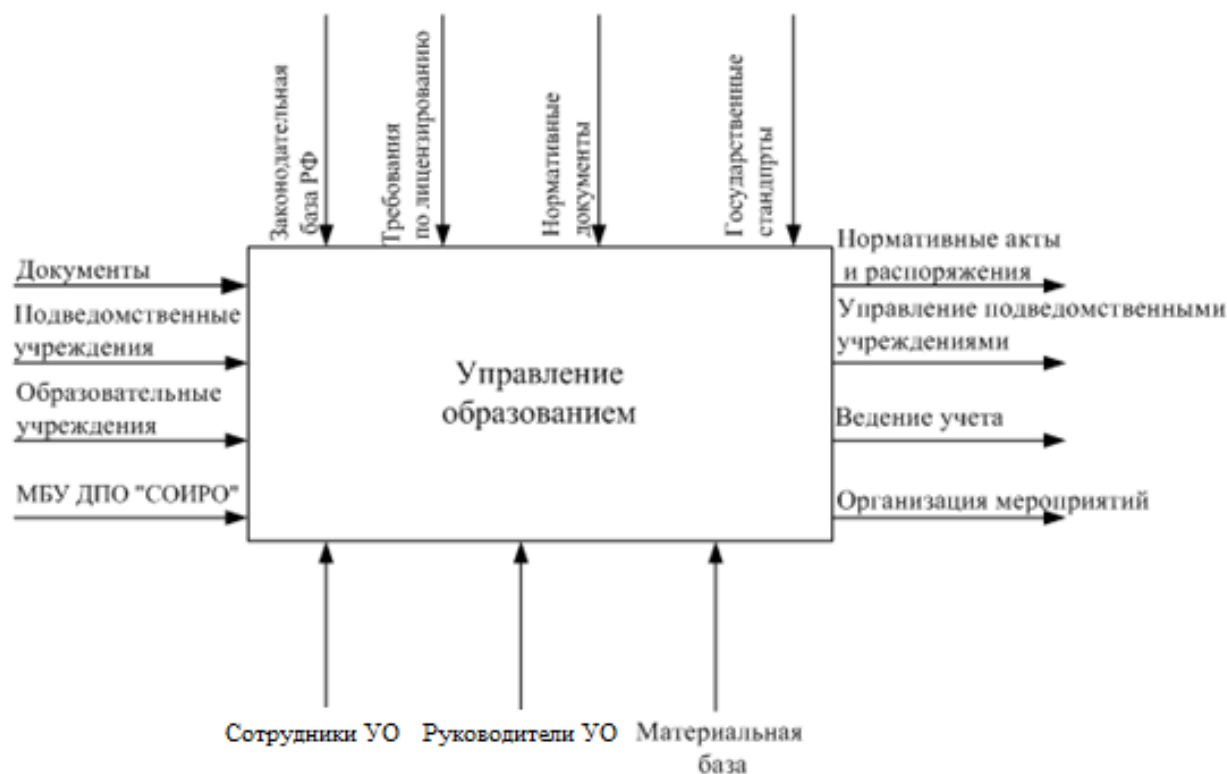 Законодательная
база РФ
Требования
по лицензированию
Нормативные
документы
Государственные
стандпрты
Документы
Подведомственные
учреждения
Образовательные
учреждения
МБУ ДПО "СОИРО"
Управление
образованием
Нормативные акты
и распоряжения
Управление подведомственными
учреждениями
Ведение учета
Организация мероприятий
Сотрудники УО
Руководители УО
Материальная
база